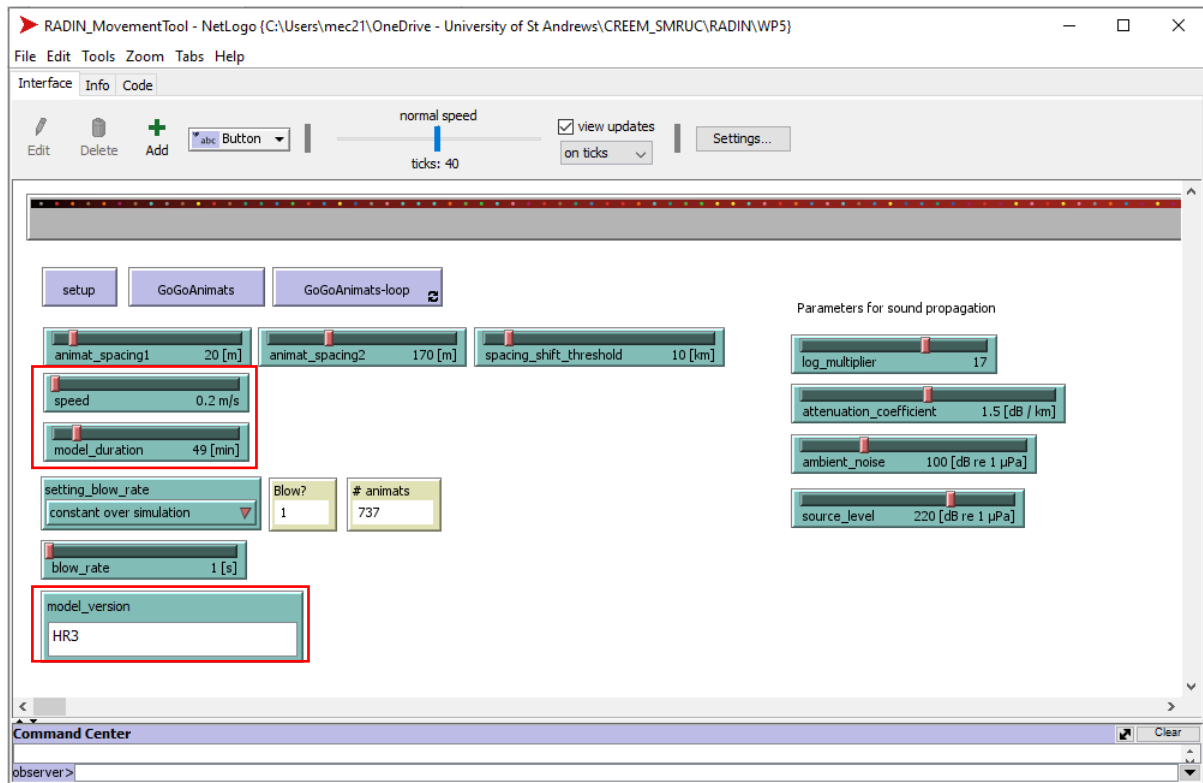 RADIN_MovementTool - NetLogo {C:\Users\mec21\OneDrive - University of St Andrews\CREEM_SMRUC\RADIN\WP5}
File Edit Tools Zoom Tabs Help
Interface Info Code
normal speed
view updates
Edit Delete Add abc Button on ticks Settings...
ticks: 40
setup GoGoAnimats GoGoAnimats-loop
Parameters for sound propagation
animat_spacing1 20 [m] animat_spacing2 170 [m] spacing_shift_threshold 10 [km]
log_multiplier 17
speed 0.2 m/s
attenuation_coefficient 1.5 [dB / km]
model_duration 49 [min]
ambient_noise 100 [dB re 1 µPa]
setting_blow_rate Blow? # animats
constant over simulation 1 737
source_level 220 [dB re 1 µPa]
blow_rate 1 [s]
model_version
HR3
Command Center Clear
observer>